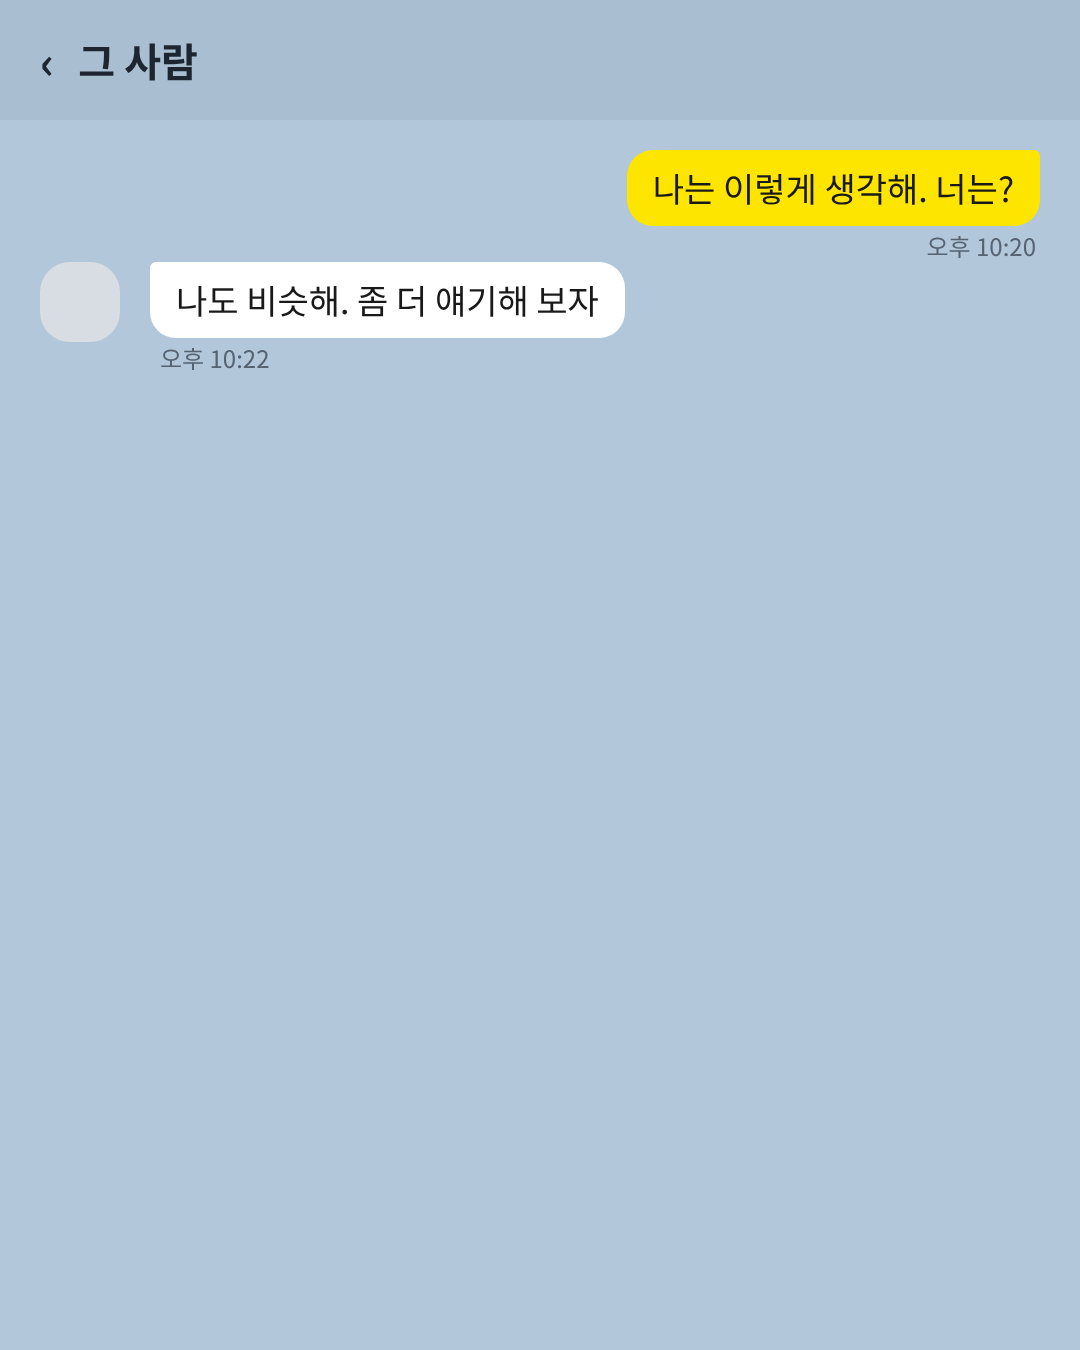 ‹ 그 사람
나는 이렇게 생각해. 너는?
오후 10:20
나도 비슷해. 좀 더 얘기해 보자
오후 10:22